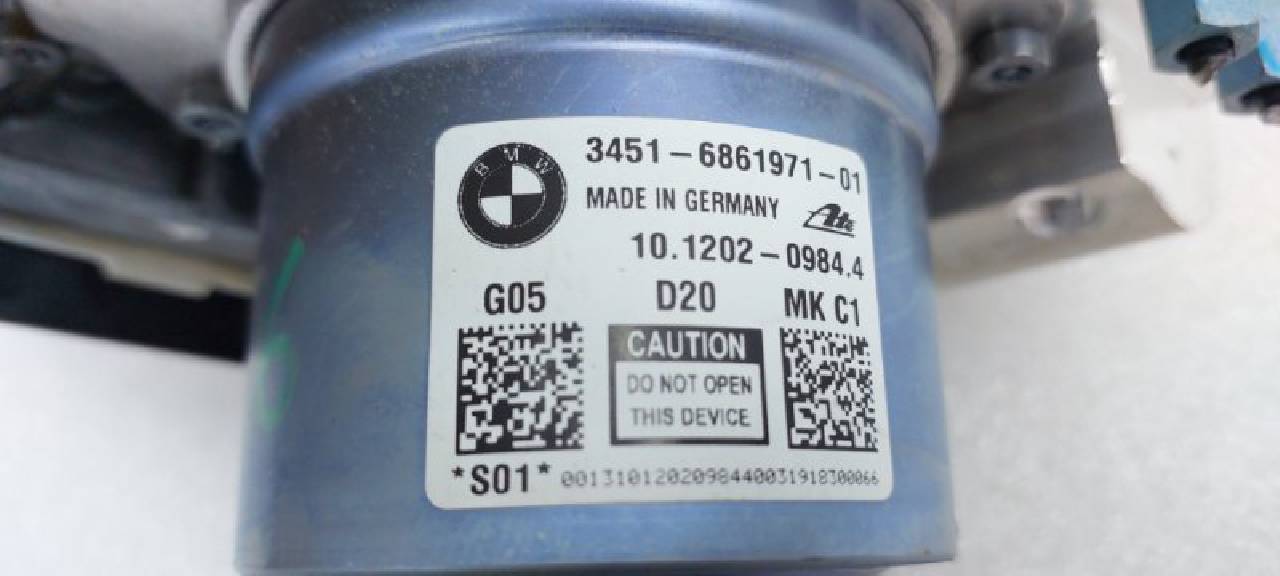 BMW
3451-6861971-01
MADE IN GERMANY
Ate
10.1202-0984.4
G05 D20 MK C1
CAUTION
DO NOT OPEN
THIS DEVICE
*S01* 0013101202098440031918300066